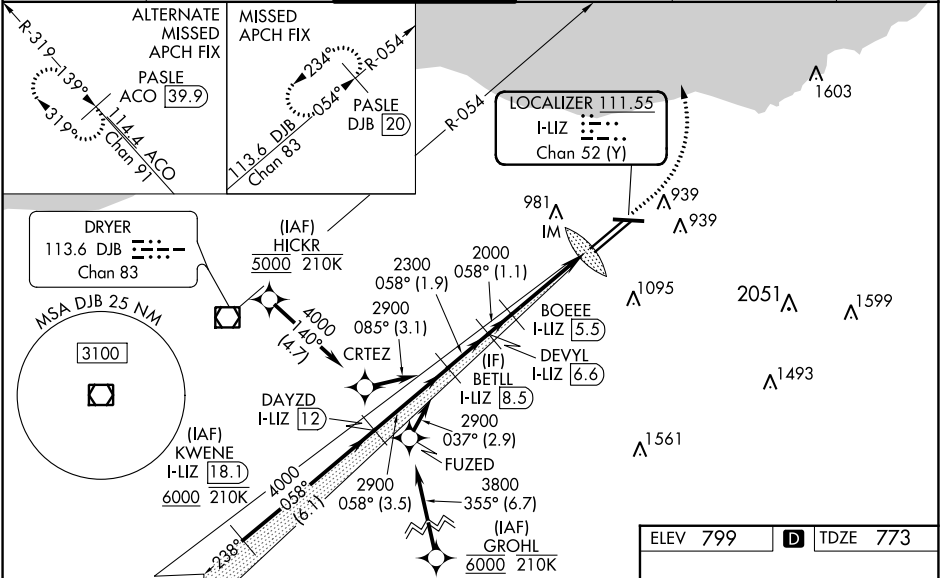 ALTERNATE
MISSED
APCH FIX
PASLE
ACO 39.9
R-319
139°
319°
114.4 ACO
Chan 91
MISSED
APCH FIX
234°
R-054
054°
PASLE
DJB 20
113.6 DJB
Chan 83
R-054
LOCALIZER 111.55
I-LIZ
Chan 52 (Y)
1603
939
939
981
IM
DRYER
113.6 DJB
Chan 83
(IAF)
HICKR
5000 210K
2300
058° (1.9)
2000
058° (1.1)
1095
2051
1599
MSA DJB 25 NM
3100
4000
140°
(4.7)
2900
085° (3.1)
CRTEZ
BOEEE
I-LIZ 5.5
DEVYL
I-LIZ 6.6
(IF)
BETLL
I-LIZ 8.5
1493
DAYZD
I-LIZ 12
2900
037° (2.9)
FUZED
1561
(IAF)
KWENE
I-LIZ 18.1
6000 210K
4000
058°
(6.1)
2900
058° (3.5)
3800
355° (6.7)
238°
(IAF)
GROHL
6000 210K
ELEV 799
D
TDZE 773